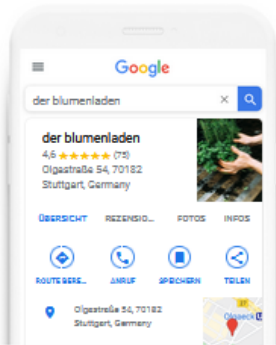 Google
der blumenladen
der blumenladen
4,6 ★★★★★ (75)
Olgastraße 54, 70182
Stuttgart, Germany
ÜBERSICHT REZENSIO... FOTOS INFOS
ROUTE BERE... ANRUF SPEICHERN TEILEN
Olgastraße 54, 70182
Stuttgart, Germany
Olgaeck U